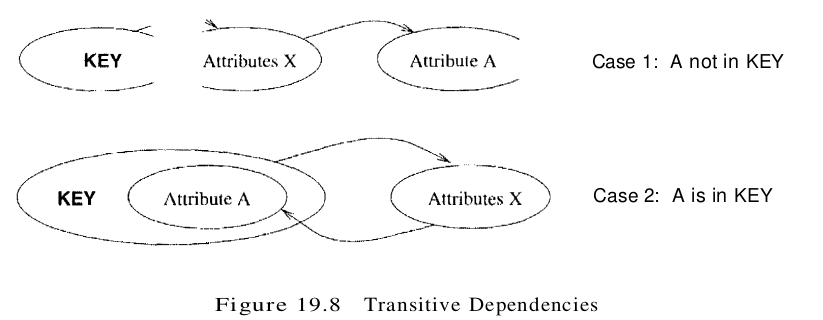 KEY Attributes X Attribute A Case 1: A not in KEY
KEY Attribute A Attributes X Case 2: A is in KEY
Figure 19.8 Transitive Dependencies